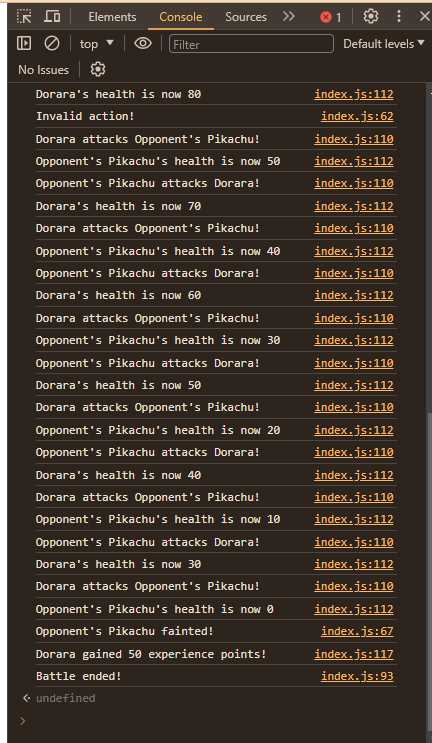 Elements Console Sources 1
top Filter Default levels
No Issues
Dorara's health is now 80 index.js:112
Invalid action! index.js:62
Dorara attacks Opponent's Pikachu! index.js:110
Opponent's Pikachu's health is now 50 index.js:112
Opponent's Pikachu attacks Dorara! index.js:110
Dorara's health is now 70 index.js:112
Dorara attacks Opponent's Pikachu! index.js:110
Opponent's Pikachu's health is now 40 index.js:112
Opponent's Pikachu attacks Dorara! index.js:110
Dorara's health is now 60 index.js:112
Dorara attacks Opponent's Pikachu! index.js:110
Opponent's Pikachu's health is now 30 index.js:112
Opponent's Pikachu attacks Dorara! index.js:110
Dorara's health is now 50 index.js:112
Dorara attacks Opponent's Pikachu! index.js:110
Opponent's Pikachu's health is now 20 index.js:112
Opponent's Pikachu attacks Dorara! index.js:110
Dorara's health is now 40 index.js:112
Dorara attacks Opponent's Pikachu! index.js:110
Opponent's Pikachu's health is now 10 index.js:112
Opponent's Pikachu attacks Dorara! index.js:110
Dorara's health is now 30 index.js:112
Dorara attacks Opponent's Pikachu! index.js:110
Opponent's Pikachu's health is now 0 index.js:112
Opponent's Pikachu fainted! index.js:67
Dorara gained 50 experience points! index.js:117
Battle ended! index.js:93
undefined